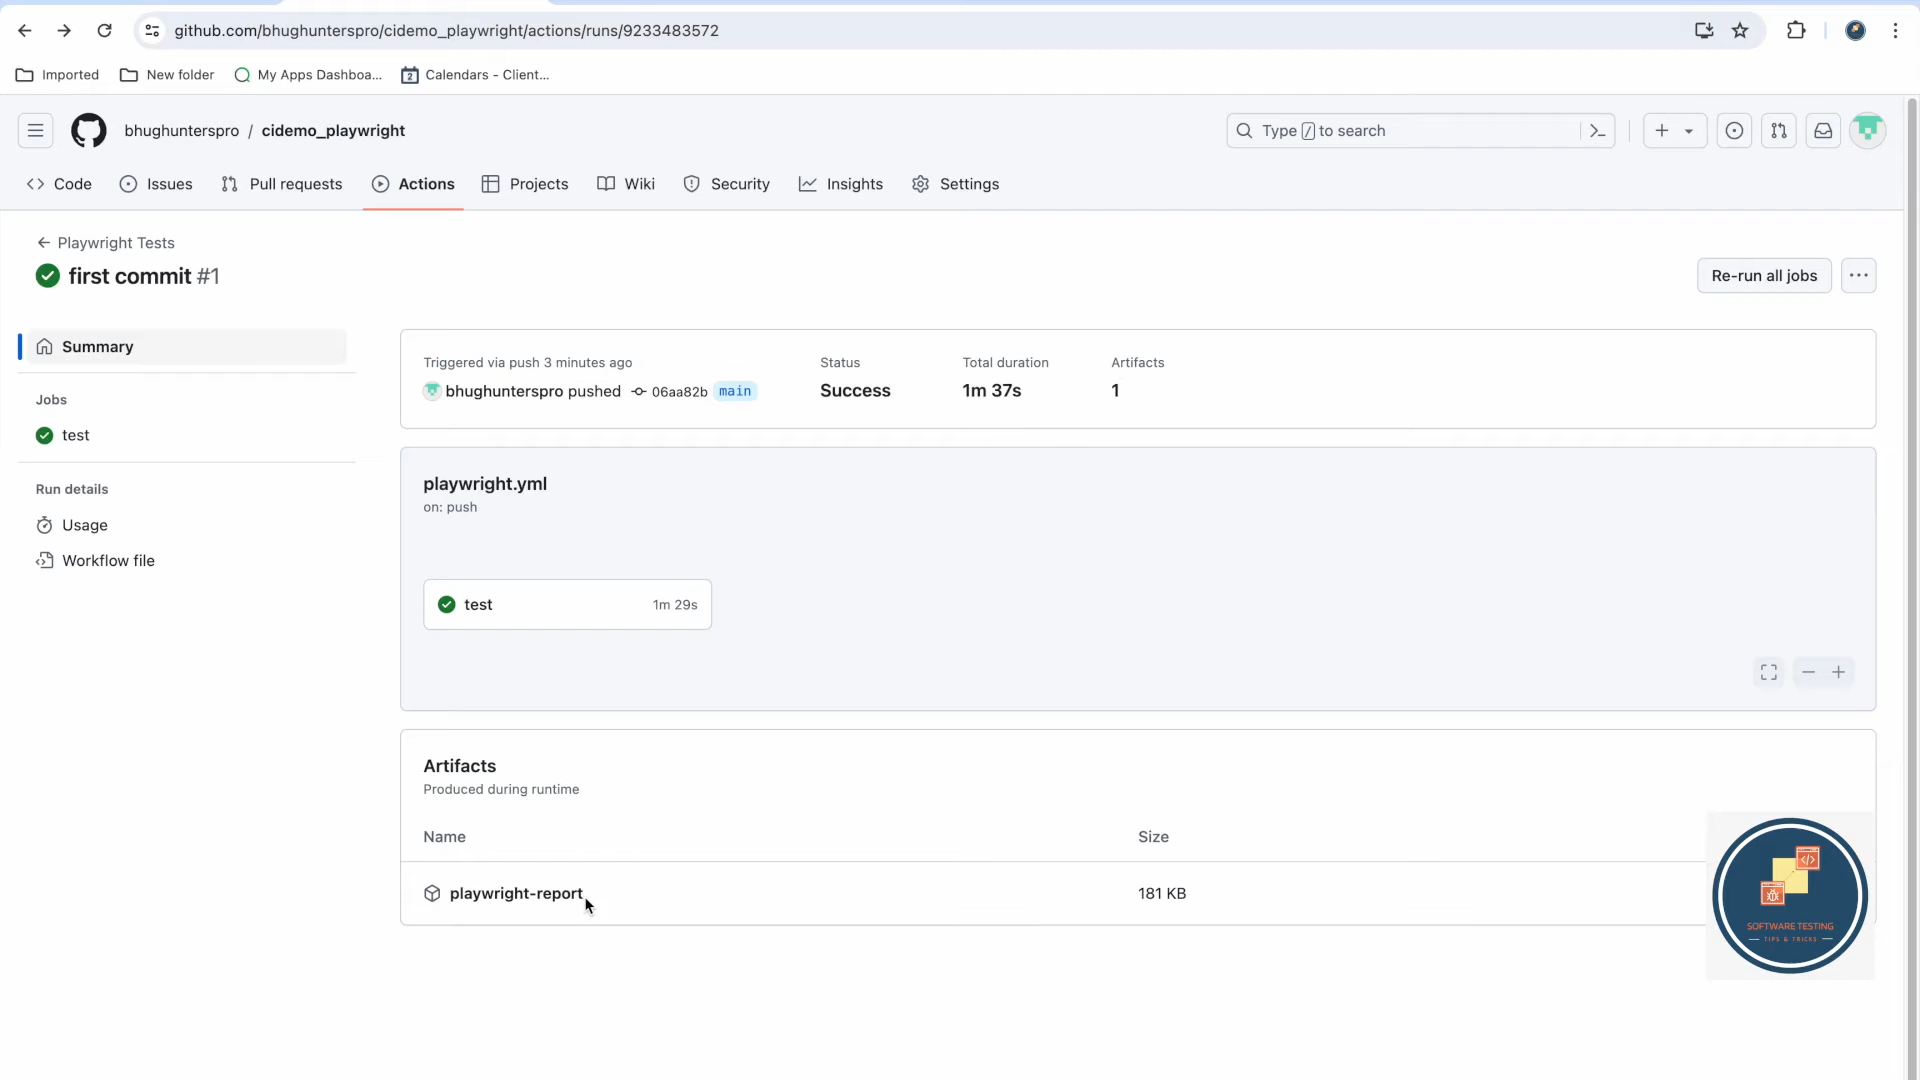 github.com/bhughunterspro/cidemo_playwright/actions/runs/9233483572
Imported
New folder
My Apps Dashboa...
2
Calendars - Client...
bhughunterspro / cidemo_playwright
Type / to search
Code
Issues
Pull requests
Actions
Projects
Wiki
Security
Insights
Settings
Playwright Tests
first commit #1
Re-run all jobs
Summary
Jobs
test
Run details
Usage
Workflow file
Triggered via push 3 minutes ago
bhughunterspro pushed 06aa82b main
Status
Success
Total duration
1m 37s
Artifacts
1
playwright.yml
on: push
test 1m 29s
Artifacts
Produced during runtime
Name Size
playwright-report 181 KB
SOFTWARE TESTING
TIPS & TRICKS